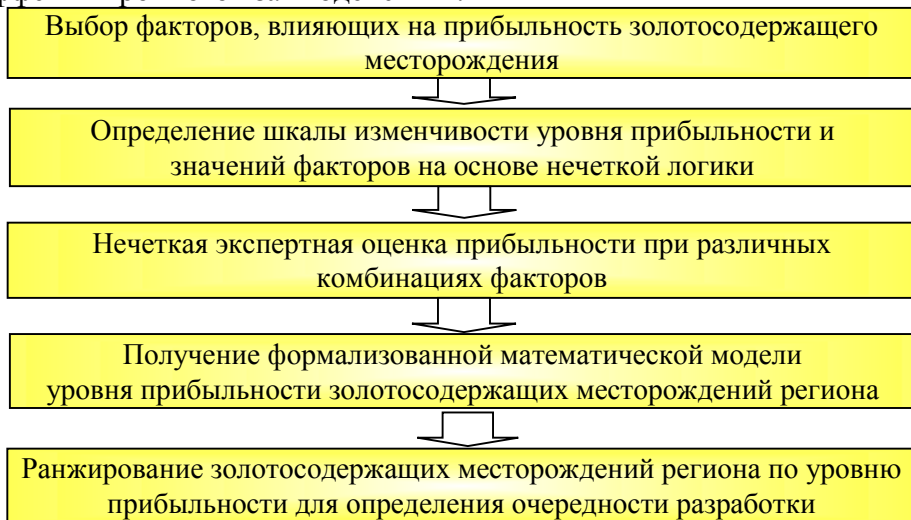 Выбор факторов, влияющих на прибыльность золотосодержащего
месторождения
Определение шкалы изменчивости уровня прибыльности и
значений факторов на основе нечеткой логики
Нечеткая экспертная оценка прибыльности при различных
комбинациях факторов
Получение формализованной математической модели
уровня прибыльности золотосодержащих месторождений региона
Ранжирование золотосодержащих месторождений региона по уровню
прибыльности для определения очередности разработки